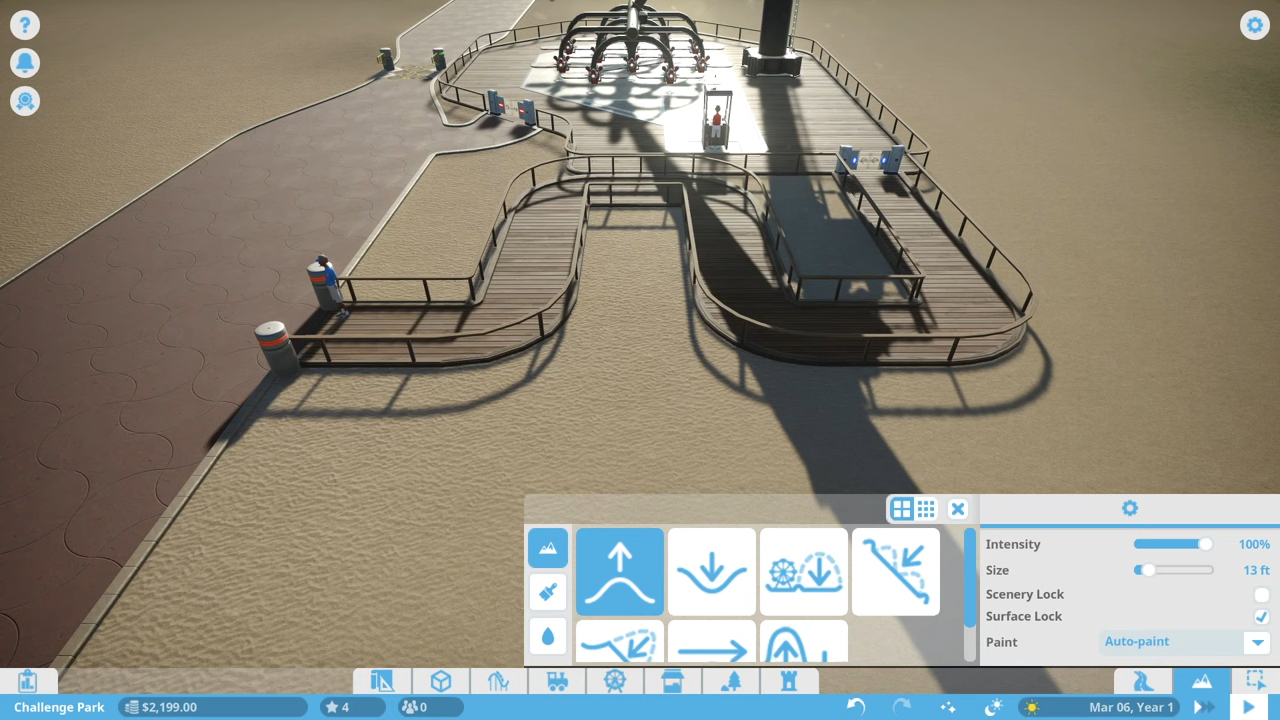 Intensity 100%
Size 13 ft
Scenery Lock
Surface Lock
Paint Auto-paint
Challenge Park $2,199.00 4 0 Mar 06, Year 1